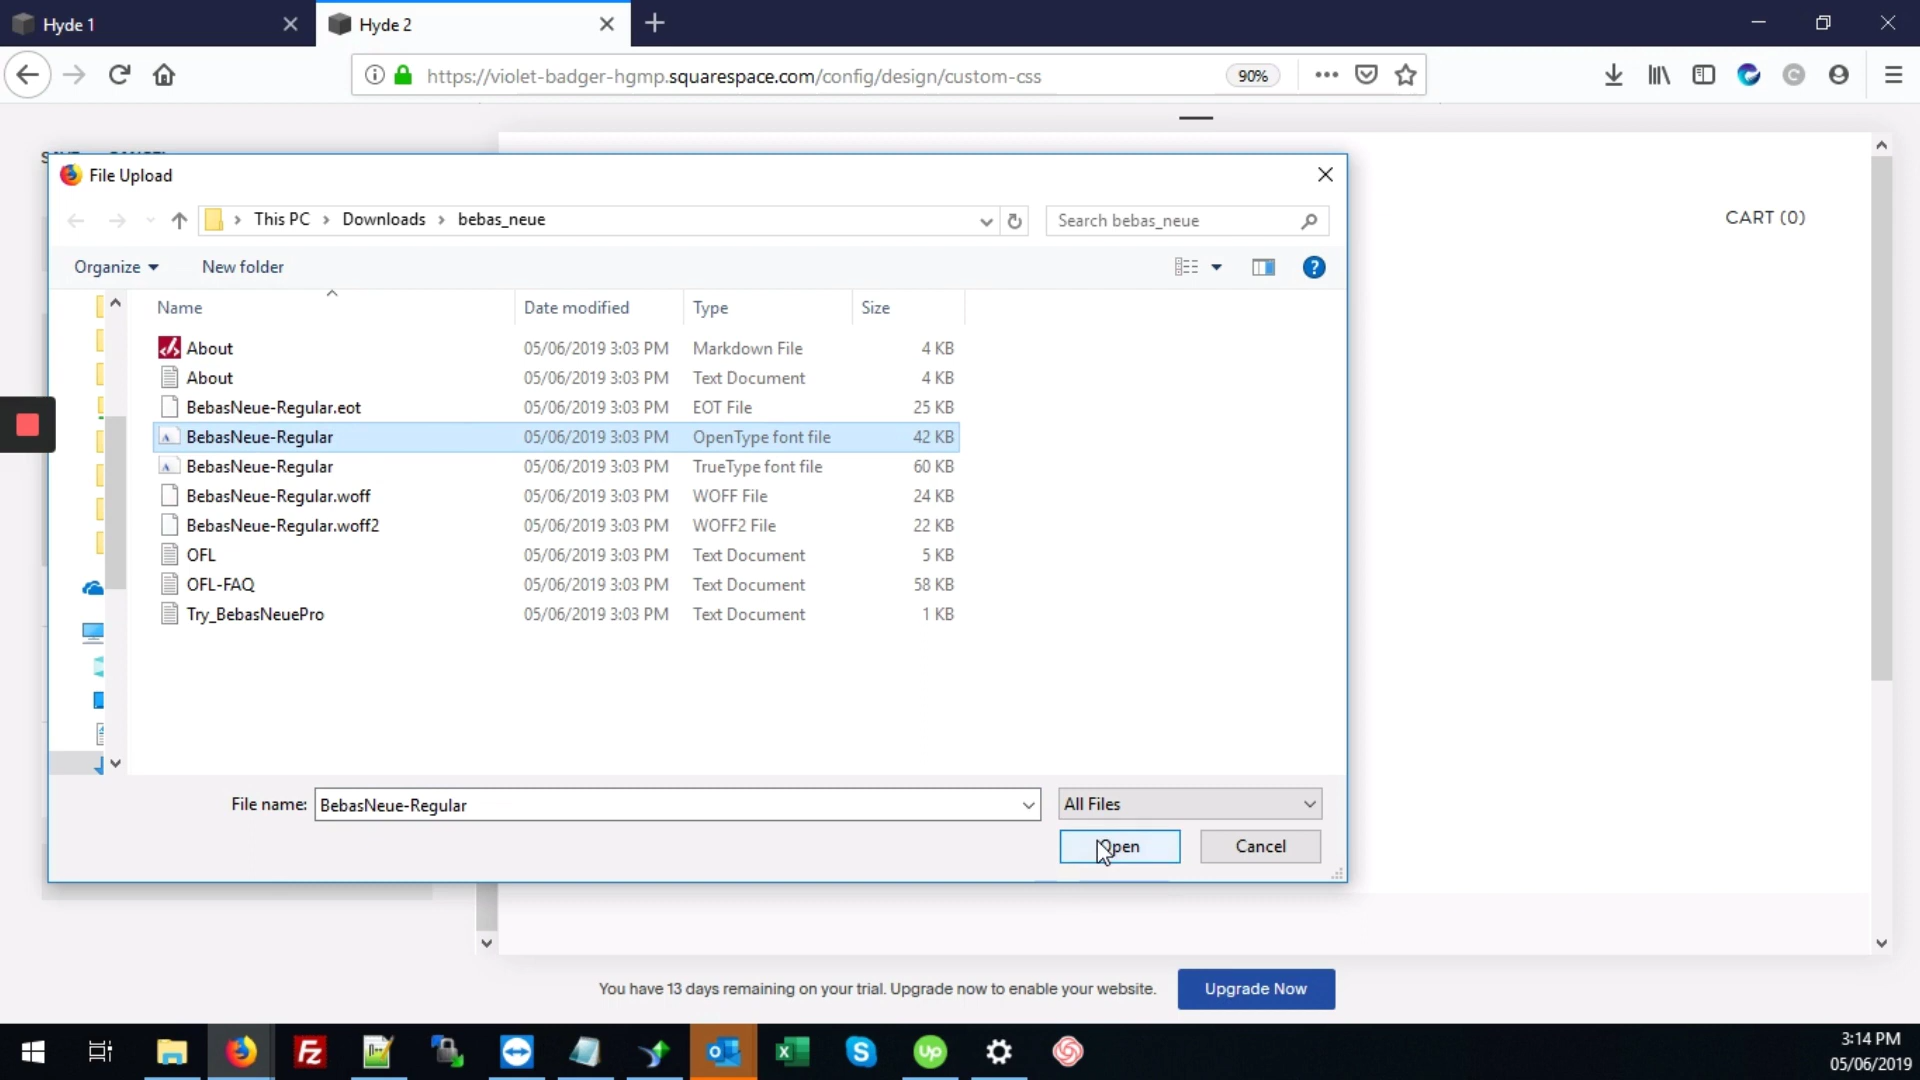 Hyde 1
Hyde 2
https://violet-badger-hgmp.squarespace.com/config/design/custom-css
90%
File Upload
This PC > Downloads > bebas_neue
Search bebas_neue
CART (0)
Organize
New folder
Name Date modified Type Size
About 05/06/2019 3:03 PM Markdown File 4 KB
About 05/06/2019 3:03 PM Text Document 4 KB
BebasNeue-Regular.eot 05/06/2019 3:03 PM EOT File 25 KB
BebasNeue-Regular 05/06/2019 3:03 PM OpenType font file 42 KB
BebasNeue-Regular 05/06/2019 3:03 PM TrueType font file 60 KB
BebasNeue-Regular.woff 05/06/2019 3:03 PM WOFF File 24 KB
BebasNeue-Regular.woff2 05/06/2019 3:03 PM WOFF2 File 22 KB
OFL 05/06/2019 3:03 PM Text Document 5 KB
OFL-FAQ 05/06/2019 3:03 PM Text Document 58 KB
Try_BebasNeuePro 05/06/2019 3:03 PM Text Document 1 KB
File name: BebasNeue-Regular
All Files
Open
Cancel
You have 13 days remaining on your trial. Upgrade now to enable your website.
Upgrade Now
3:14 PM
05/06/2019